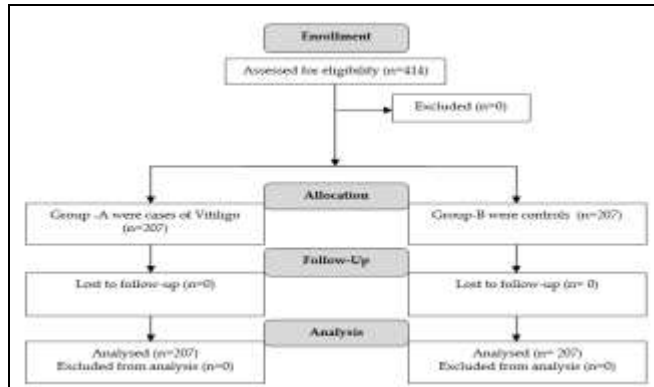 Enrollment
Assessed for eligibility (n=414)
Excluded (n=0)
Allocation
Group -A were cases of Vitiligo
(n=207)
Group-B were controls (n=207)
Follow-Up
Lost to follow-up (n=0)
Lost to follow-up (n= 0)
Analysis
Analysed (n=207)
Excluded from analysis (n=0)
Analysed (n= 207)
Excluded from analysis (n=0)